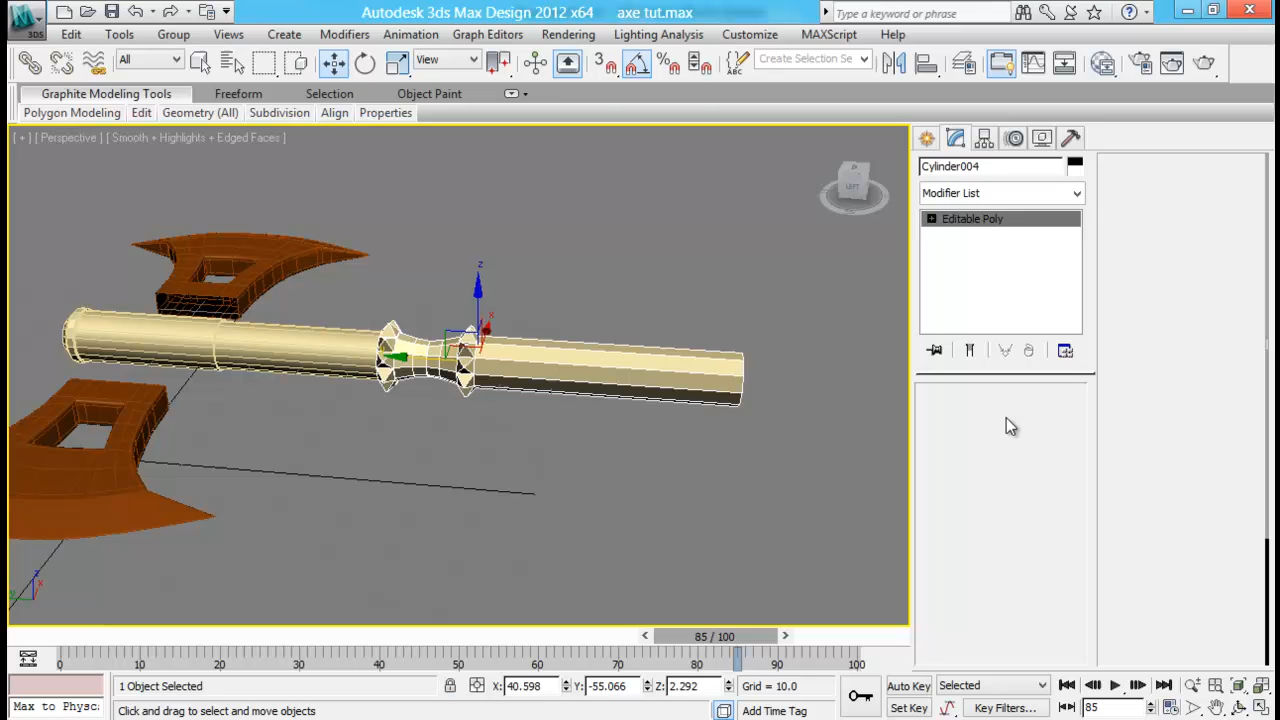 Autodesk 3ds Max Design 2012 x64 axe tut.max
Type a keyword or phrase
3DS
Edit Tools Group Views Create Modifiers Animation Graph Editors Rendering Lighting Analysis Customize MAXScript Help
All View 3 Create Selection Se
Graphite Modeling Tools Freeform Selection Object Paint
Polygon Modeling Edit Geometry (All) Subdivision Align Properties
[ + ] [ Perspective ] [ Smooth + Highlights + Edged Faces ]
LEFT
Cylinder004
Modifier List
Editable Poly
z
x
z
x
85 / 100
0 10 20 30 40 50 60 70 80 90 100
1 Object Selected X: 40.598 Y: -55.066 Z: 2.292 Grid = 10.0 Auto Key Selected
Max to Physcs Click and drag to select and move objects Add Time Tag Set Key Key Filters... 85